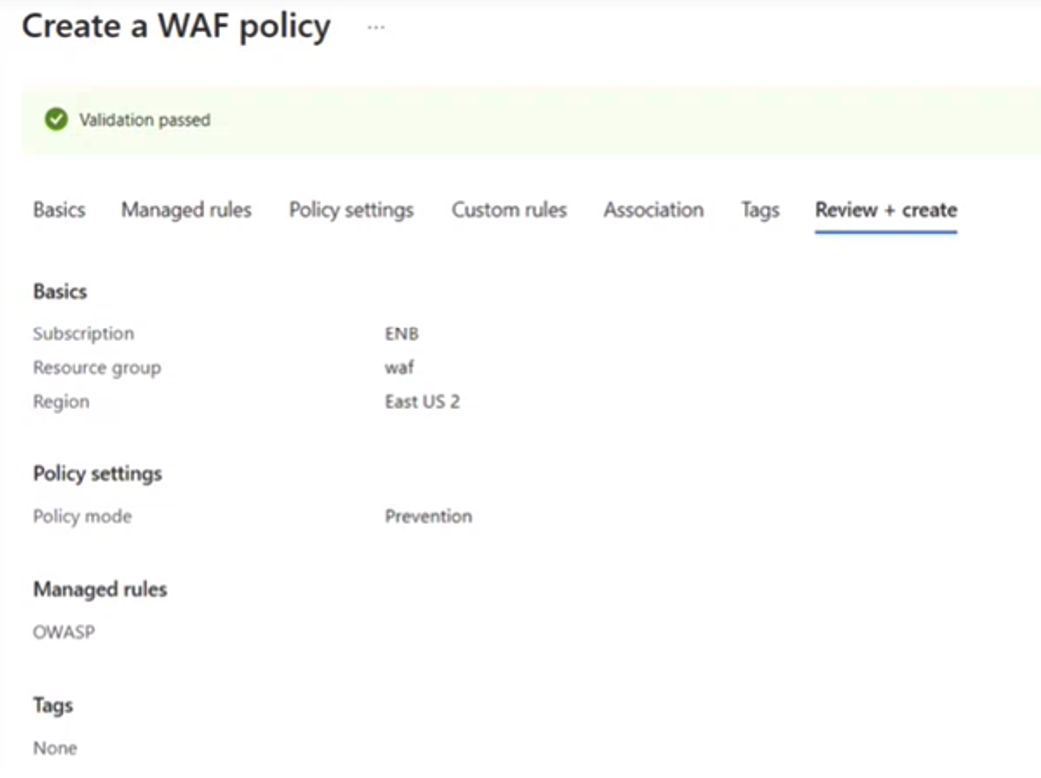 Create a WAF policy ...
Validation passed
Basics Managed rules Policy settings Custom rules Association Tags Review + create
Basics
Subscription ENB
Resource group waf
Region East US 2
Policy settings
Policy mode Prevention
Managed rules
OWASP
Tags
None